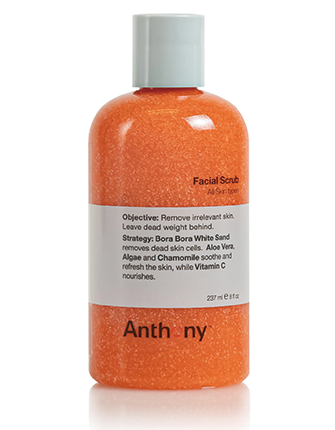 Facial Scrub
All Skin types
Objective: Remove irrelevant skin.
Leave dead weight behind.
Strategy: Bora Bora White Sand
removes dead skin cells. Aloe Vera,
Algae and Chamomile soothe and
refresh the skin, while Vitamin C
nourishes.
237 ml ℮ 8 fl oz
Anthony